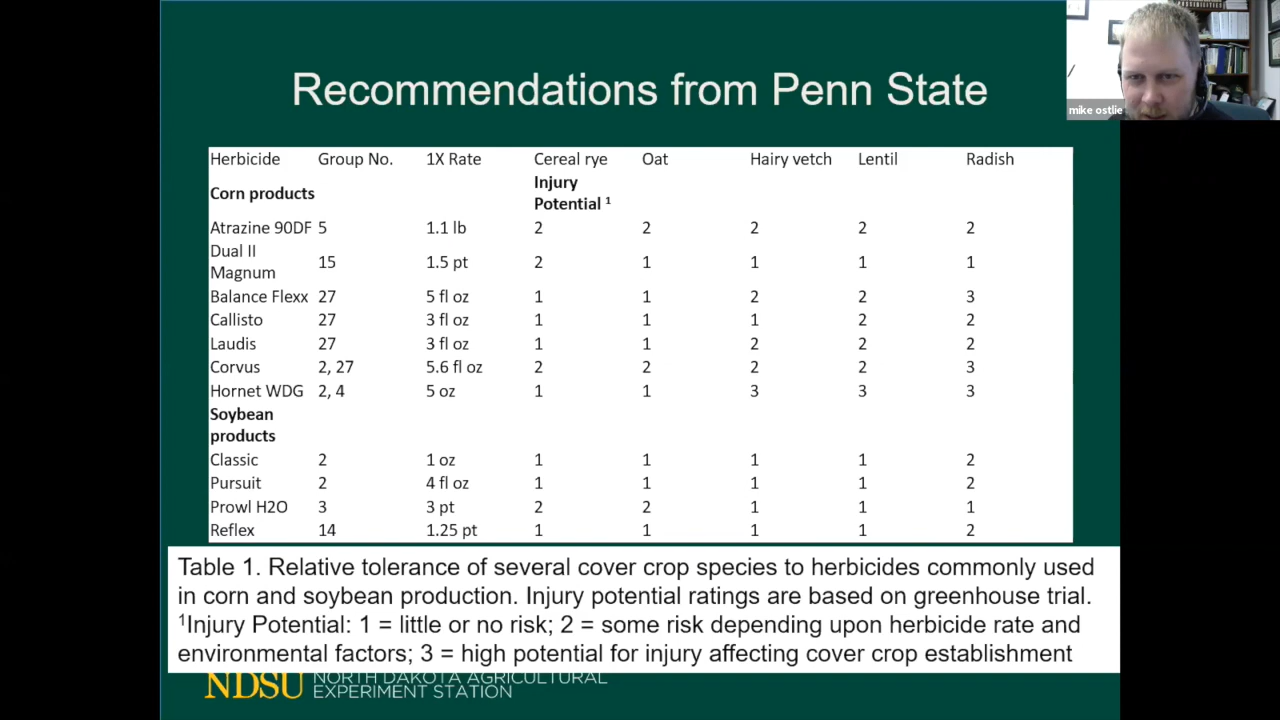 Recommendations from Penn State
mike ostlie
Herbicide Group No. 1X Rate Cereal rye Oat Hairy vetch Lentil Radish
Corn products Injury Potential ¹
Atrazine 90DF 5 1.1 lb 2 2 2 2 2
Dual II Magnum 15 1.5 pt 2 1 1 1 1
Balance Flexx 27 5 fl oz 1 1 2 2 3
Callisto 27 3 fl oz 1 1 1 2 2
Laudis 27 3 fl oz 1 1 2 2 2
Corvus 2, 27 5.6 fl oz 2 2 2 2 3
Hornet WDG 2, 4 5 oz 1 1 3 3 3
Soybean products
Classic 2 1 oz 1 1 1 1 2
Pursuit 2 4 fl oz 1 1 1 1 2
Prowl H2O 3 3 pt 2 2 1 1 1
Reflex 14 1.25 pt 1 1 1 1 2
Table 1. Relative tolerance of several cover crop species to herbicides commonly used
in corn and soybean production. Injury potential ratings are based on greenhouse trial.
¹Injury Potential: 1 = little or no risk; 2 = some risk depending upon herbicide rate and
environmental factors; 3 = high potential for injury affecting cover crop establishment
NDSU NORTH DAKOTA AGRICULTURAL
EXPERIMENT STATION